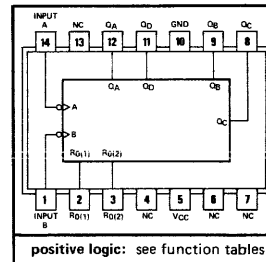 INPUT
A NC QA QD GND QB QC
14 13 12 11 10 9 8
QA QD QB
A
QC
B
R0(1) R0(2)
1 2 3 4 5 6 7
INPUT R0(1) R0(2) NC VCC NC NC
B
positive logic: see function tables